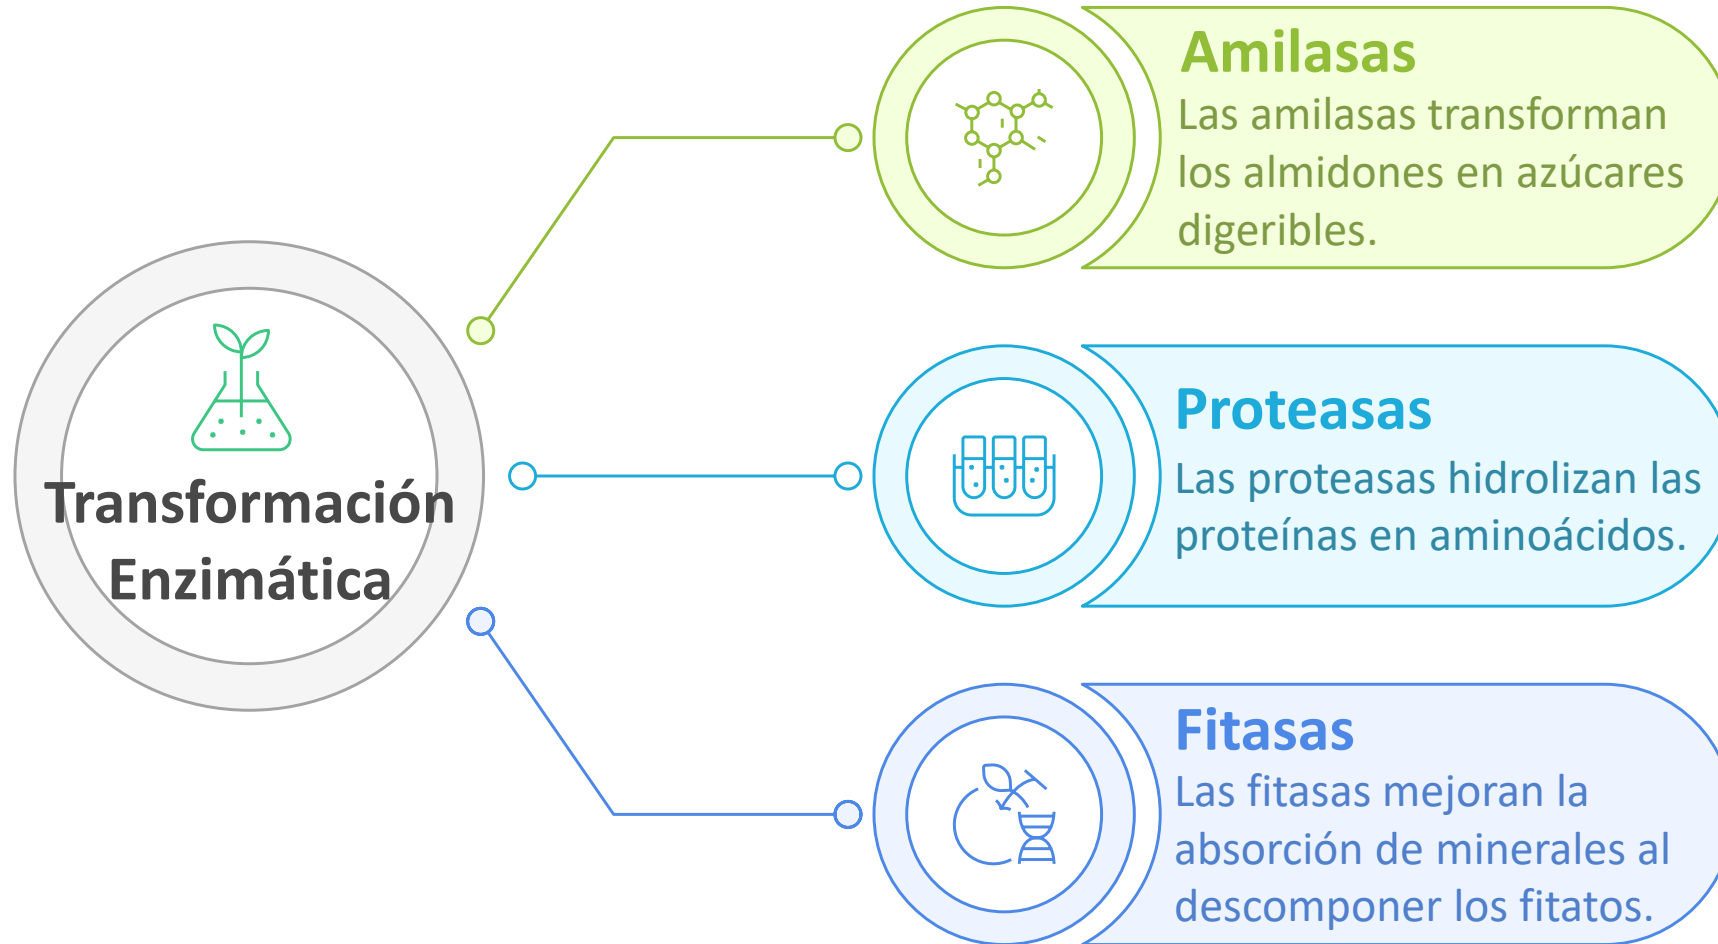 Transformación
Enzimática
Amilasas
Las amilasas transforman
los almidones en azúcares
digeribles.
Proteasas
Las proteasas hidrolizan las
proteínas en aminoácidos.
Fitasas
Las fitasas mejoran la
absorción de minerales al
descomponer los fitatos.